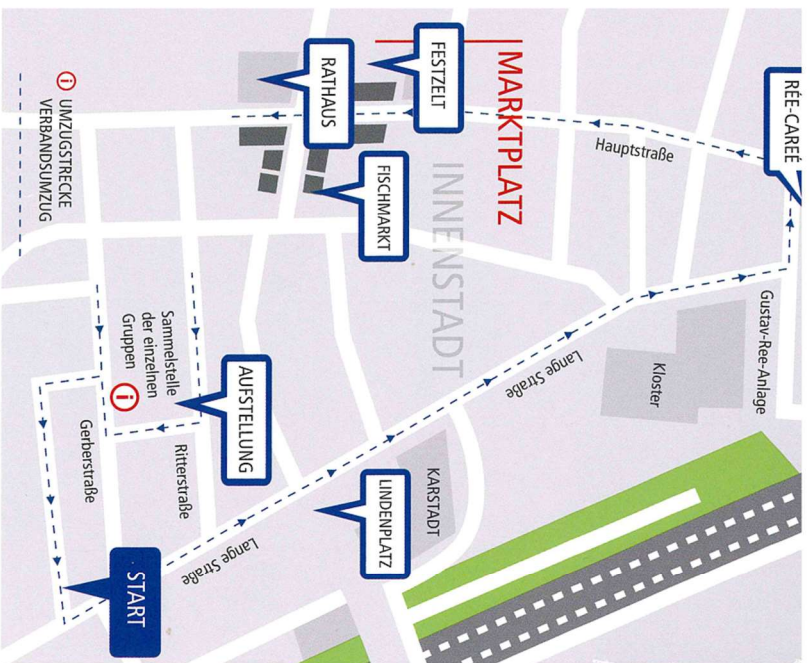 RÉE-CAREÉ
Gustav-Ree-Anlage
Kloster
KARSTADT
LINDENPLATZ
Lange Straße
Lange Straße
START
Hauptstraße
MARKTPLATZ
INNENSTADT
FESTZELT
FISCHMARKT
RATHAUS
AUFSTELLUNG
Sammelstelle
der einzelnen
Gruppen
i
Ritterstraße
Gerberstraße
i UMZUGSTRECKE
VERBANDSUMZUG